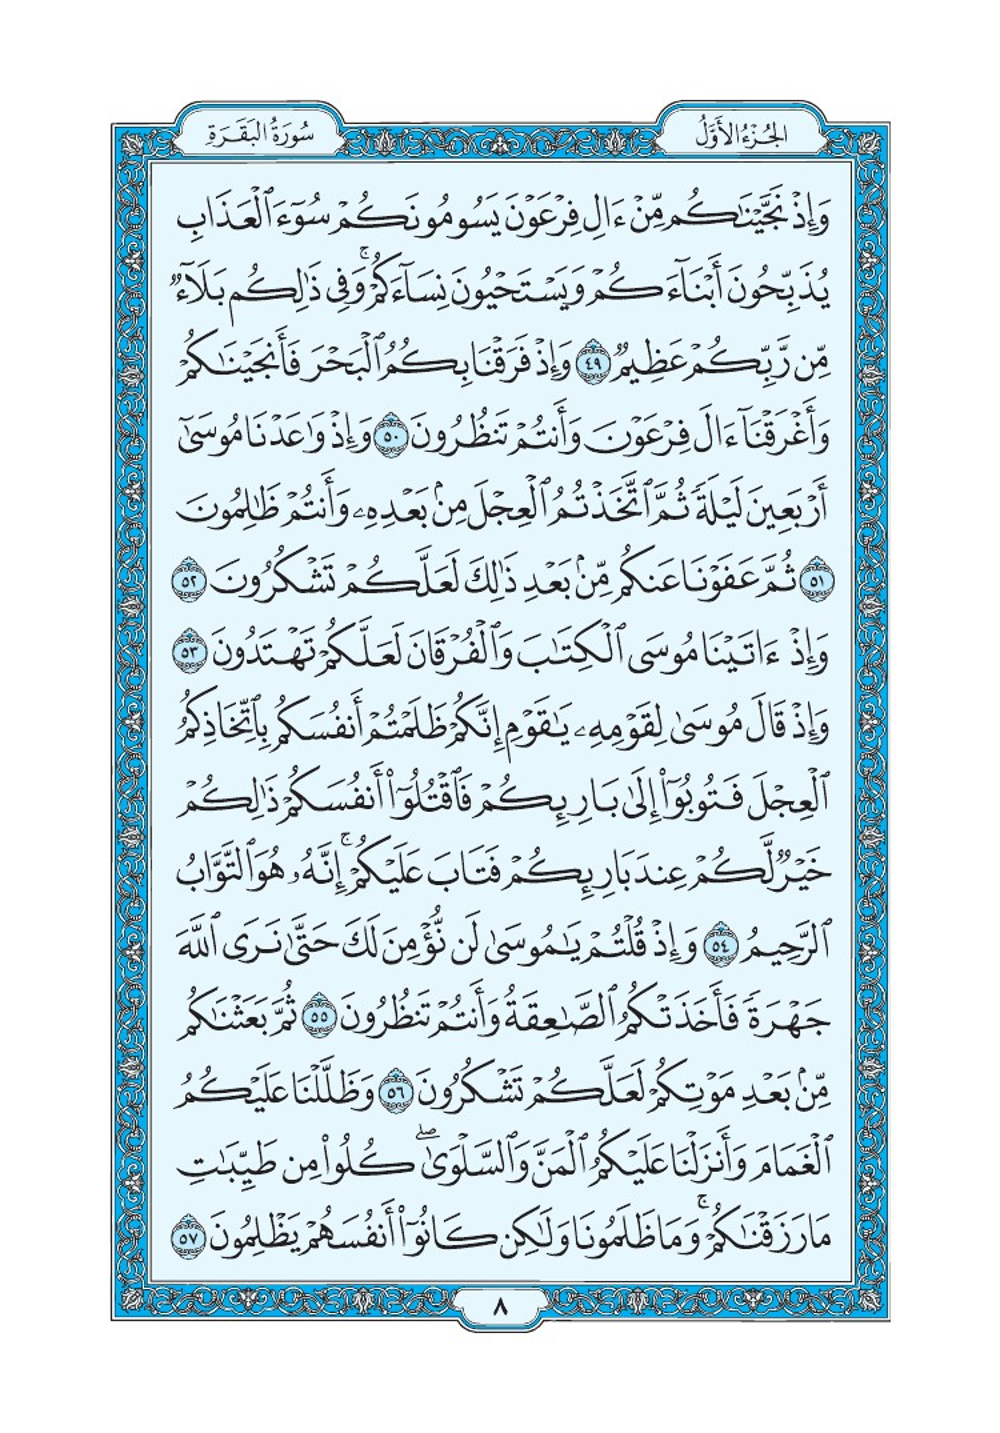 الجُزْءُ الأَوَّلُ
سُورَةُ البَقَرَةِ
وَإِذْ نَجَّيْنَٰكُم مِّنْ ءَالِ فِرْعَوْنَ يَسُومُونَكُمْ سُوٓءَ ٱلْعَذَابِ
يُذَبِّحُونَ أَبْنَآءَكُمْ وَيَسْتَحْيُونَ نِسَآءَكُمْ ۚ وَفِى ذَٰلِكُم بَلَآءٌ
مِّن رَّبِّكُمْ عَظِيمٌ ٤٩ وَإِذْ فَرَقْنَا بِكُمُ ٱلْبَحْرَ فَأَنجَيْنَٰكُمْ
وَأَغْرَقْنَآ ءَالَ فِرْعَوْنَ وَأَنتُمْ تَنظُرُونَ ٥٠ وَإِذْ وَٰعَدْنَا مُوسَىٰٓ
أَرْبَعِينَ لَيْلَةً ثُمَّ ٱتَّخَذْتُمُ ٱلْعِجْلَ مِنۢ بَعْدِهِۦ وَأَنتُمْ ظَٰلِمُونَ
٥١ ثُمَّ عَفَوْنَا عَنكُم مِّنۢ بَعْدِ ذَٰلِكَ لَعَلَّكُمْ تَشْكُرُونَ ٥٢
وَإِذْ ءَاتَيْنَا مُوسَى ٱلْكِتَٰبَ وَٱلْفُرْقَانَ لَعَلَّكُمْ تَهْتَدُونَ ٥٣
وَإِذْ قَالَ مُوسَىٰ لِقَوْمِهِۦ يَٰقَوْمِ إِنَّكُمْ ظَلَمْتُمْ أَنفُسَكُم بِٱتِّخَاذِكُمُ
ٱلْعِجْلَ فَتُوبُوٓا۟ إِلَىٰ بَارِئِكُمْ فَٱقْتُلُوٓا۟ أَنفُسَكُمْ ذَٰلِكُمْ
خَيْرٌ لَّكُمْ عِندَ بَارِئِكُمْ فَتَابَ عَلَيْكُمْ ۚ إِنَّهُۥ هُوَ ٱلتَّوَّابُ
ٱلرَّحِيمُ ٥٤ وَإِذْ قُلْتُمْ يَٰمُوسَىٰ لَن نُّؤْمِنَ لَكَ حَتَّىٰ نَرَى ٱللَّهَ
جَهْرَةً فَأَخَذَتْكُمُ ٱلصَّٰعِقَةُ وَأَنتُمْ تَنظُرُونَ ٥٥ ثُمَّ بَعَثْنَٰكُم
مِّنۢ بَعْدِ مَوْتِكُمْ لَعَلَّكُمْ تَشْكُرُونَ ٥٦ وَظَلَّلْنَا عَلَيْكُمُ
ٱلْغَمَامَ وَأَنزَلْنَا عَلَيْكُمُ ٱلْمَنَّ وَٱلسَّلْوَىٰ ۖ كُلُوا۟ مِن طَيِّبَٰتِ
مَا رَزَقْنَٰكُمْ ۚ وَمَا ظَلَمُونَا وَلَٰكِن كَانُوٓا۟ أَنفُسَهُمْ يَظْلِمُونَ ٥٧
٨